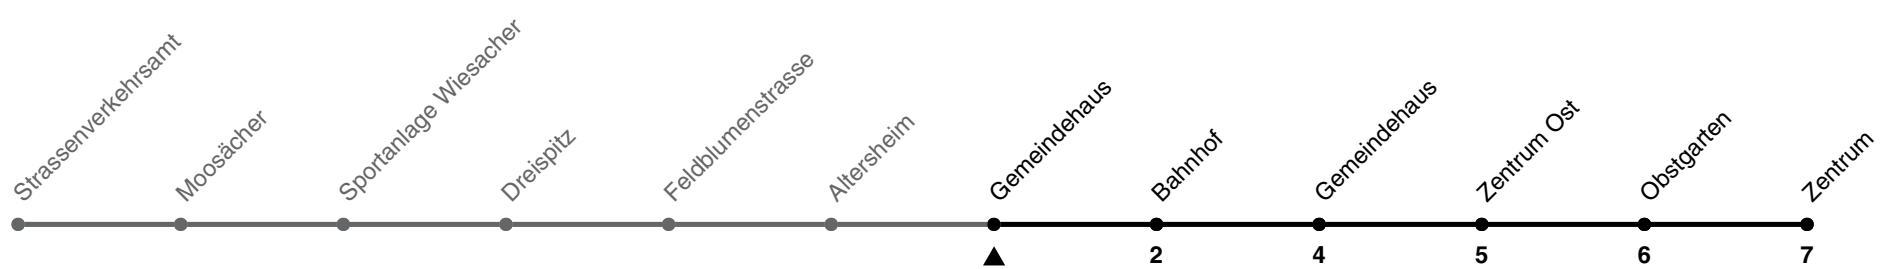 Strassenverkehrsamt
Moosächer
Sportanlage Wiesacher
Dreispitz
Feldblumenstrasse
Altersheim
Gemeindehaus
Bahnhof
Gemeindehaus
Zentrum Ost
Obstgarten
Zentrum
2 4 5 6 7